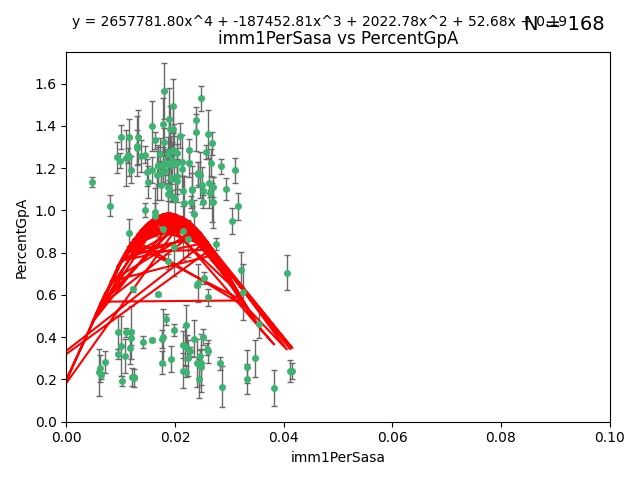 y = 2657781.80x^4 + -187452.81x^3 + 2022.78x^2 + 52.68x + 0.19
N = 168
imm1PerSasa vs PercentGpA
1.6
1.4
1.2
1.0
0.8
0.6
0.4
0.2
0.0
PercentGpA
0.00 0.02 0.04 0.06 0.08 0.10
imm1PerSasa